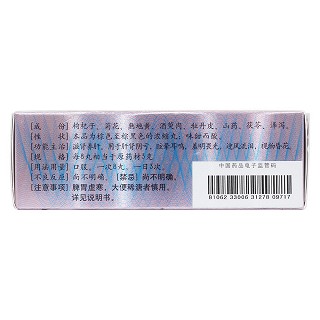 [成　份] 枸杞子、菊花、熟地黄、酒萸肉、牡丹皮、山药、茯苓、泽泻。
[性　状] 本品为棕色至棕黑色的浓缩丸；味甜而酸。
[功能主治] 滋肾养肝。用于肝肾阴亏，眩晕耳鸣，羞明畏光，迎风流泪，视物昏花。
[规　格] 每8丸相当于原药材3克
[用法用量] 口服，一次8丸，一日3次。
[不良反应] 尚不明确。[禁忌] 尚不明确。
[注意事项] 脾胃虚寒，大便稀溏者慎用。
详见说明书。
中国药品电子监管码
81062 33006 31278 09717